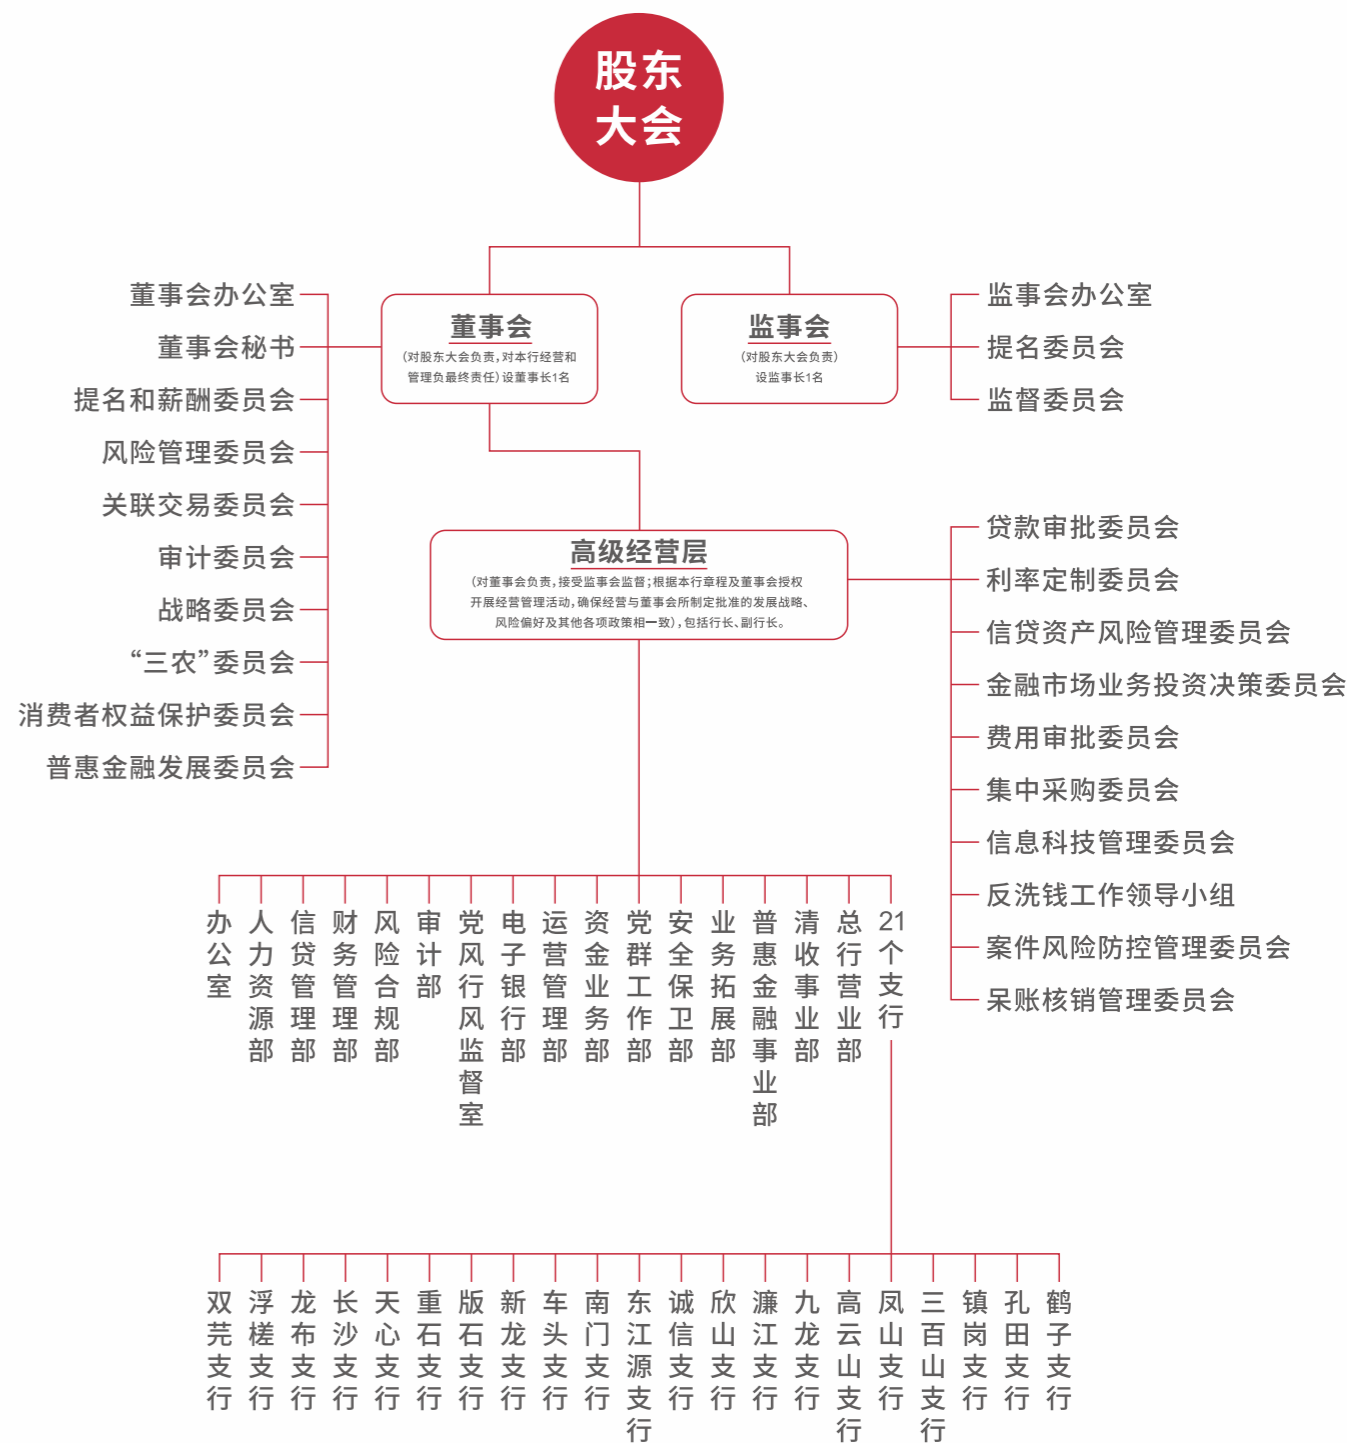 股东
大会
董事会办公室
董事会秘书
提名和薪酬委员会
风险管理委员会
关联交易委员会
审计委员会
战略委员会
“三农”委员会
消费者权益保护委员会
普惠金融发展委员会
董事会
（对股东大会负责，对本行经营和
管理负最终责任）设董事长1名
监事会
（对股东大会负责）
设监事长1名
监事会办公室
提名委员会
监督委员会
高级经营层
（对董事会负责，接受监事会监督；根据本行章程及董事会授权
开展经营管理活动，确保经营与董事会所制定批准的发展战略、
风险偏好及其他各项政策相一致），包括行长、副行长。
贷款审批委员会
利率定制委员会
信贷资产风险管理委员会
金融市场业务投资决策委员会
费用审批委员会
集中采购委员会
信息科技管理委员会
反洗钱工作领导小组
案件风险防控管理委员会
呆账核销管理委员会
办公室
人力资源部
信贷管理部
财务管理部
风险合规部
审计部
党风行风监督室
电子银行部
运营管理部
资金业务部
党群工作部
安全保卫部
业务拓展部
普惠金融事业部
清收事业部
总行营业部
21个支行
双芫支行
浮槎支行
龙布支行
长沙支行
天心支行
重石支行
版石支行
新龙支行
车头支行
南门支行
东江源支行
诚信支行
欣山支行
濂江支行
九龙支行
高云山支行
凤山支行
三百山支行
镇岗支行
孔田支行
鹤子支行